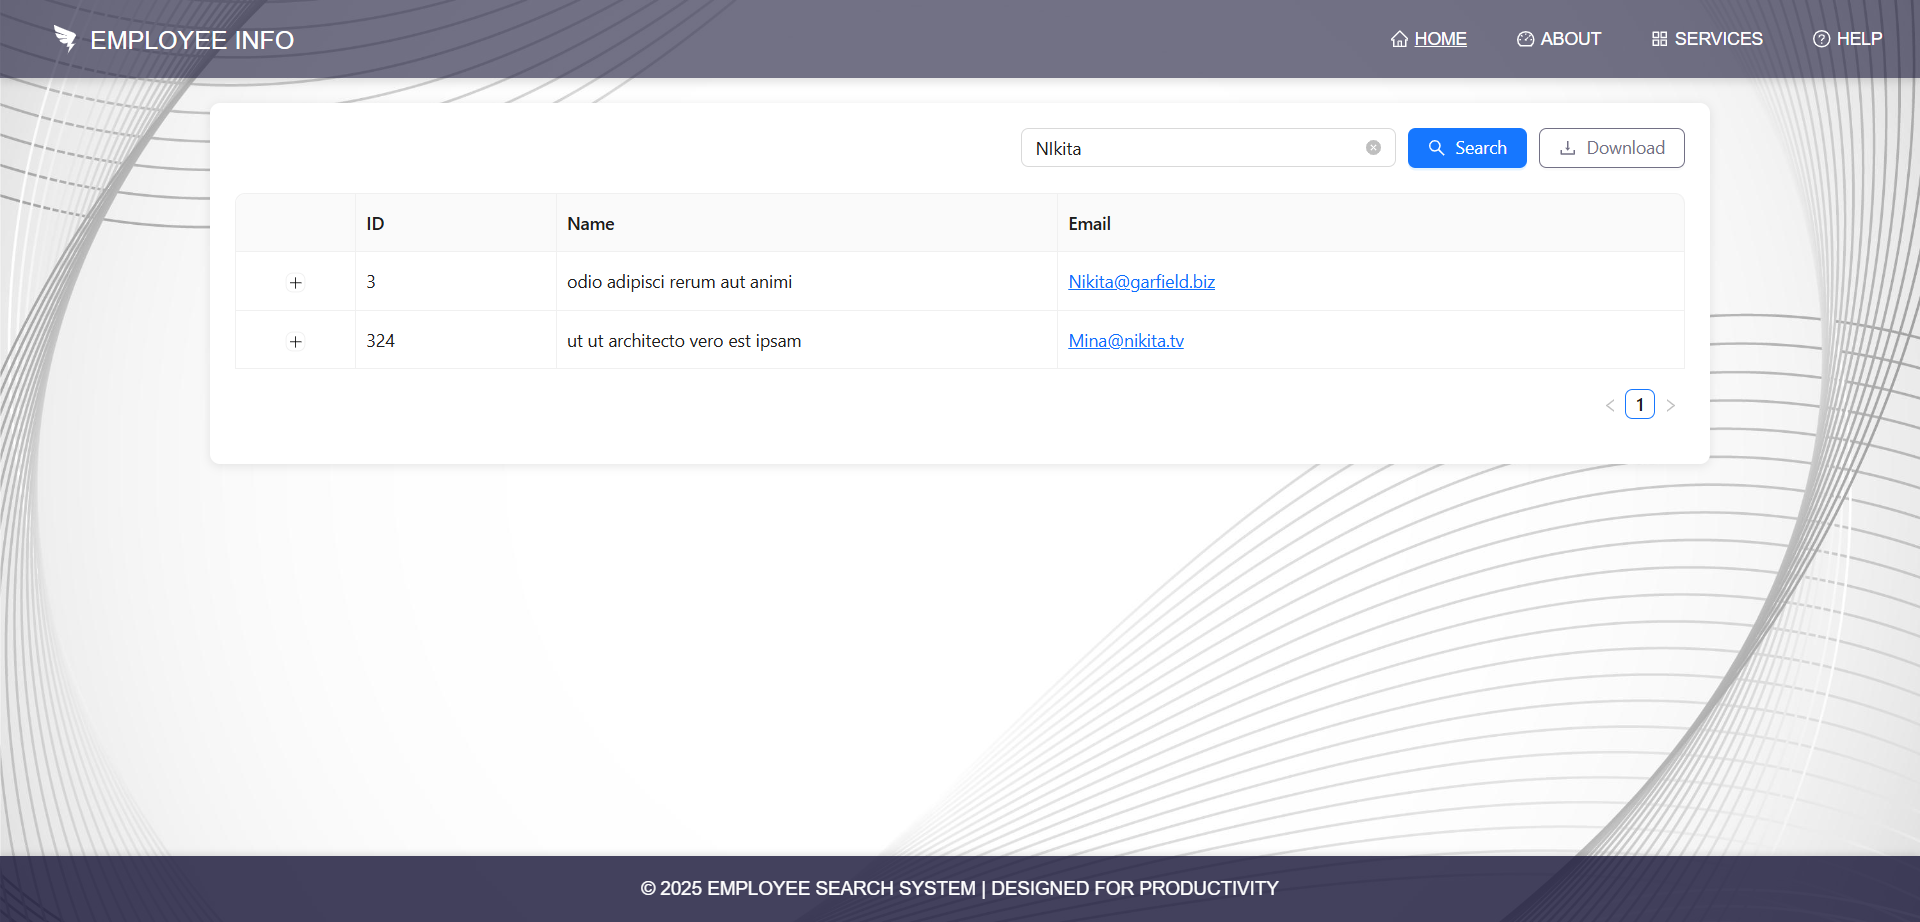 EMPLOYEE INFO
HOME ABOUT SERVICES HELP
NIkita Search Download
ID Name Email
3 odio adipisci rerum aut animi Nikita@garfield.biz
324 ut ut architecto vero est ipsam Mina@nikita.tv
1
© 2025 EMPLOYEE SEARCH SYSTEM | DESIGNED FOR PRODUCTIVITY